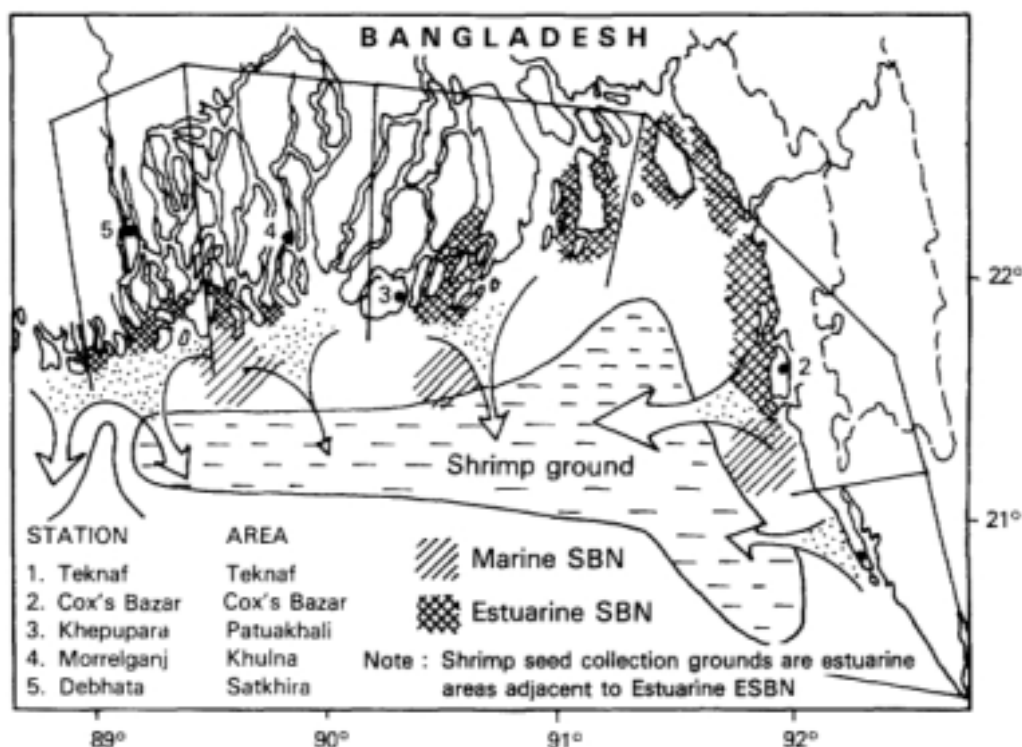 BANGLADESH
5
4
3
22°
2
Shrimp ground
21°
STATION AREA
1. Teknaf Teknaf
2. Cox's Bazar Cox's Bazar
3. Khepupara Patuakhali
4. Morrelganj Khulna
5. Debhata Satkhira
Marine SBN
Estuarine SBN
Note : Shrimp seed collection grounds are estuarine
areas adjacent to Estuarine ESBN
89° 90° 91° 92°